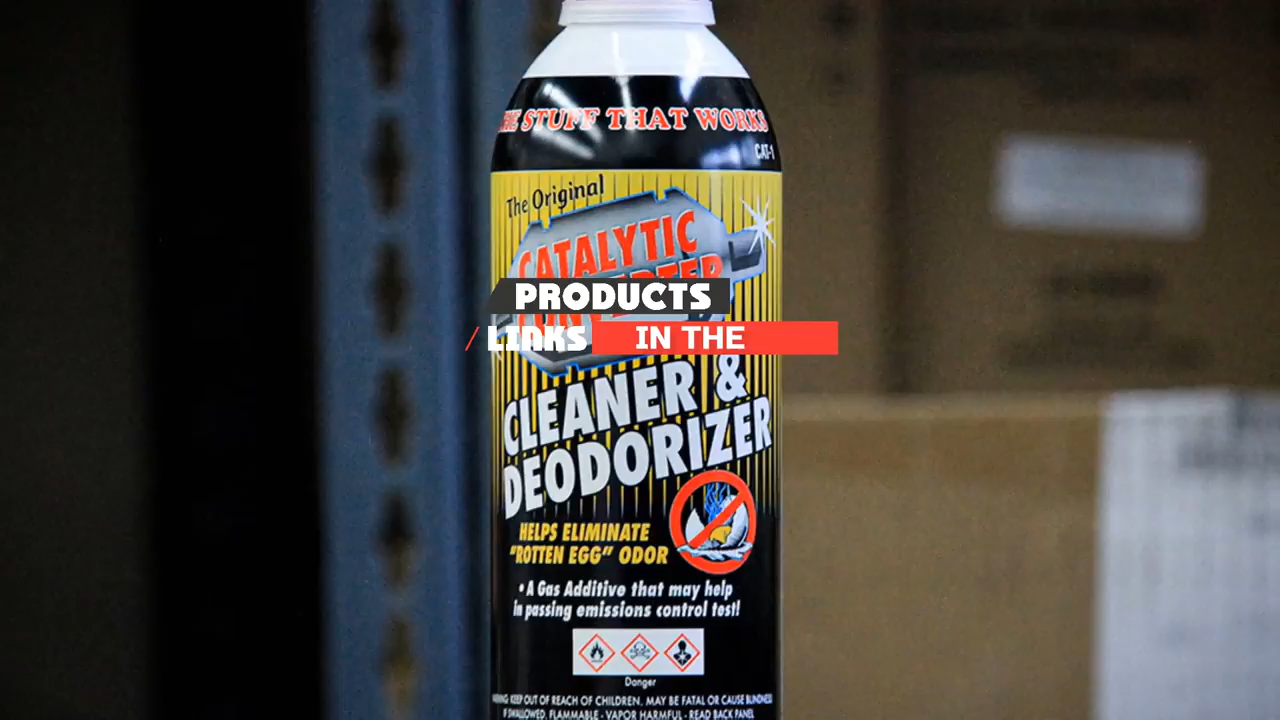 THE STUFF THAT WORKS
CAT-1
The Original
CATALYTIC
PRODUCTS
LINKS IN THE
CLEANER &
DEODORIZER
HELPS ELIMINATE
"ROTTEN EGG" ODOR
• A Gas Additive that may help
in passing emissions control test!
Danger
KEEP OUT OF REACH OF CHILDREN. MAY BE FATAL OR CAUSE BLINDNESS
IF SWALLOWED. FLAMMABLE - VAPOR HARMFUL - READ BACK PANEL